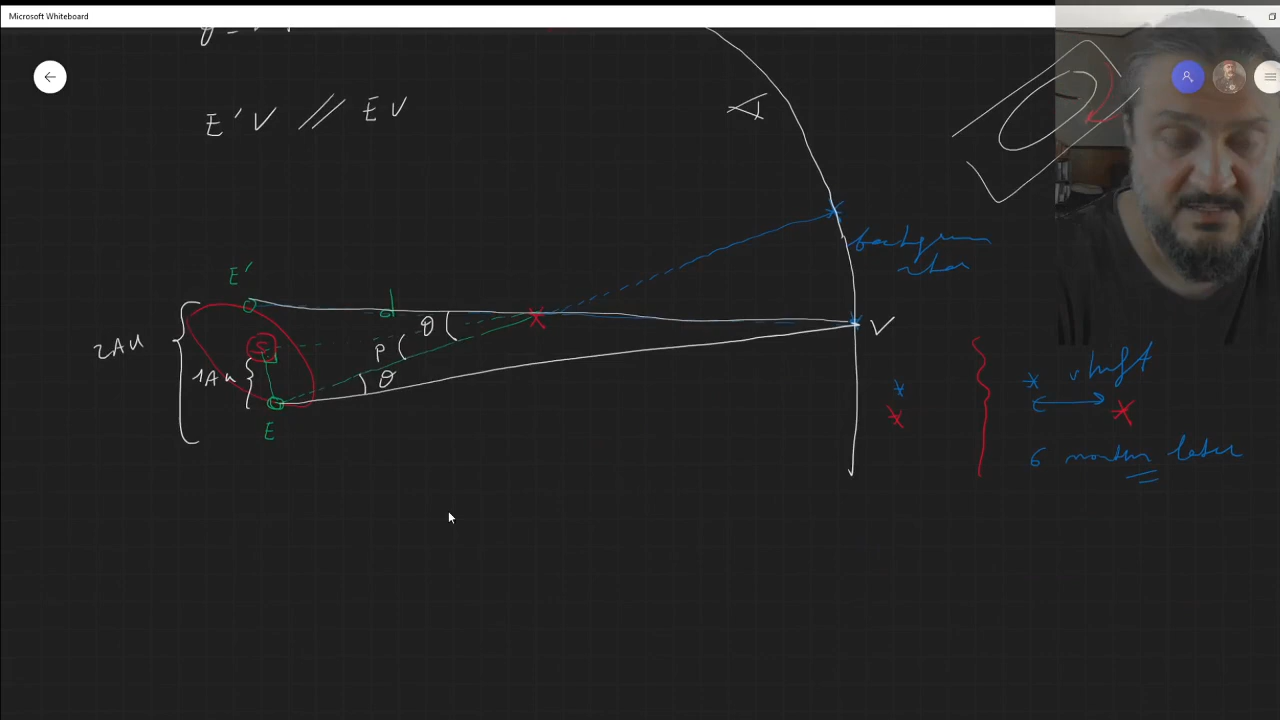 Microsoft Whiteboard
E'V // EV
background
star
E'
2AU
S
θ
P
1AU
θ
E
V
shift
6 months later